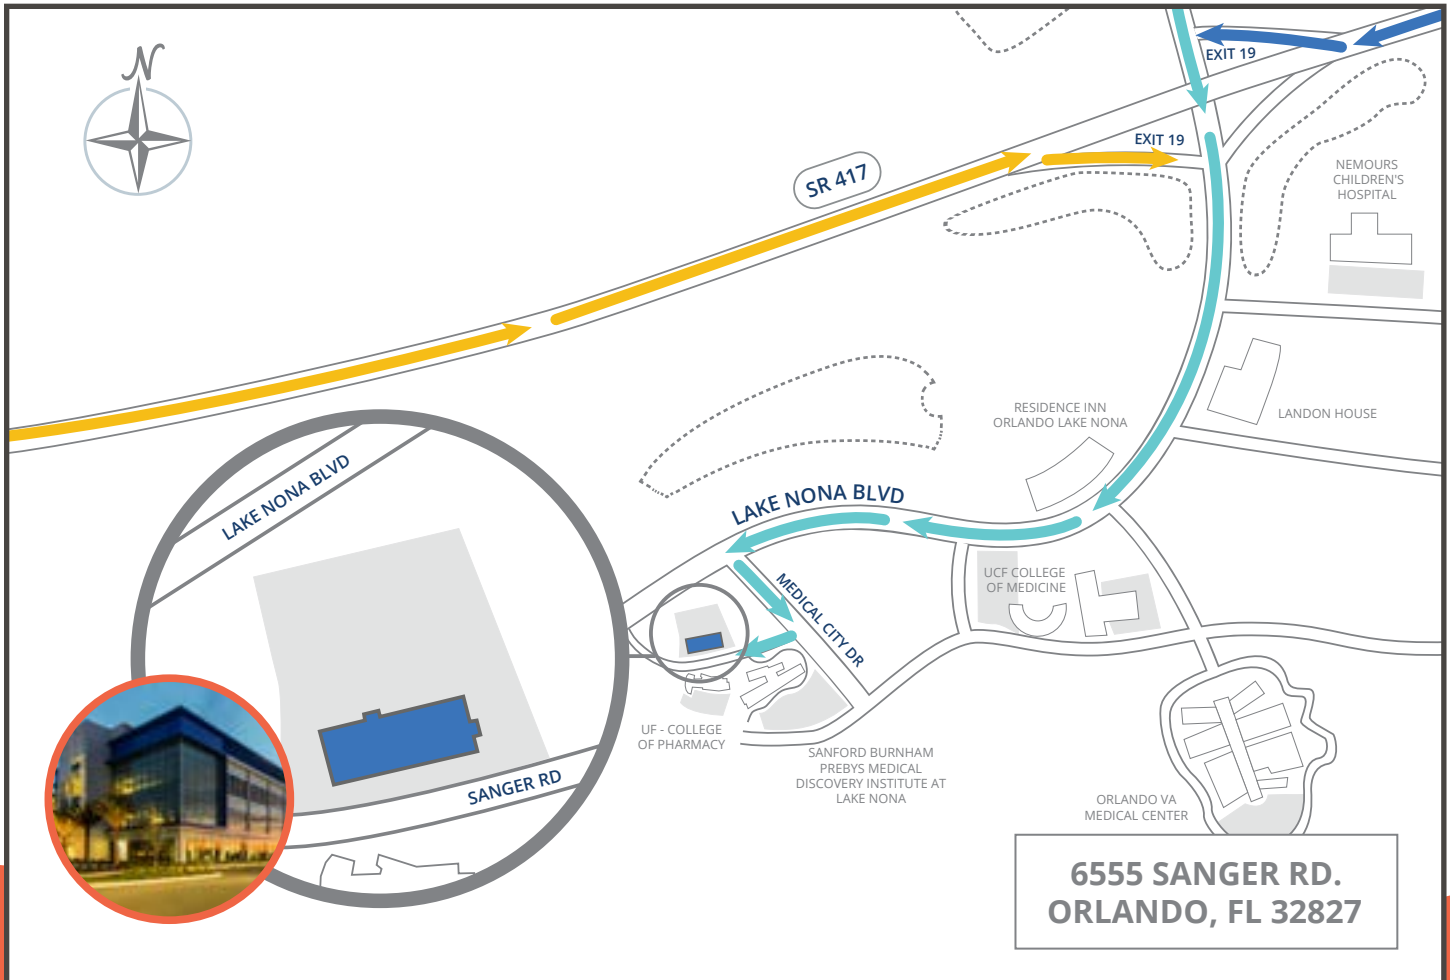 N
EXIT 19
EXIT 19
SR 417
NEMOURS
CHILDREN'S
HOSPITAL
RESIDENCE INN
ORLANDO LAKE NONA
LANDON HOUSE
LAKE NONA BLVD
LAKE NONA BLVD
MEDICAL CITY DR
UCF COLLEGE
OF MEDICINE
UF - COLLEGE
OF PHARMACY
SANFORD BURNHAM
PREBYS MEDICAL
DISCOVERY INSTITUTE AT
LAKE NONA
SANGER RD
ORLANDO VA
MEDICAL CENTER
6555 SANGER RD.
ORLANDO, FL 32827